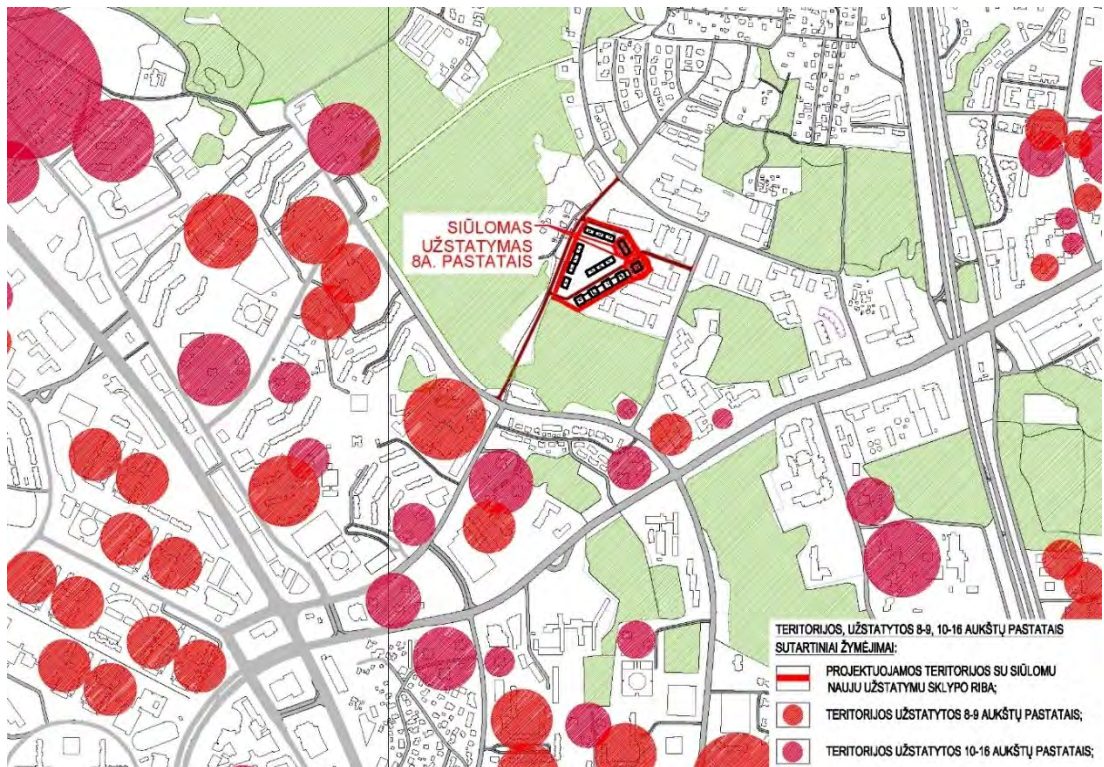 SIŪLOMAS
UŽSTATYMAS
8A. PASTATAIS
TERITORIJOS, UŽSTATYTOS 8-9, 10-16 AUKŠTŲ PASTATAIS
SUTARTINIAI ŽYMĖJIMAI:
PROJEKTUOJAMOS TERITORIJOS SU SIŪLOMU
NAUJU UŽSTATYMU SKLYPO RIBA;
TERITORIJOS UŽSTATYTOS 8-9 AUKŠTŲ PASTATAIS;
TERITORIJOS UŽSTATYTOS 10-16 AUKŠTŲ PASTATAIS;